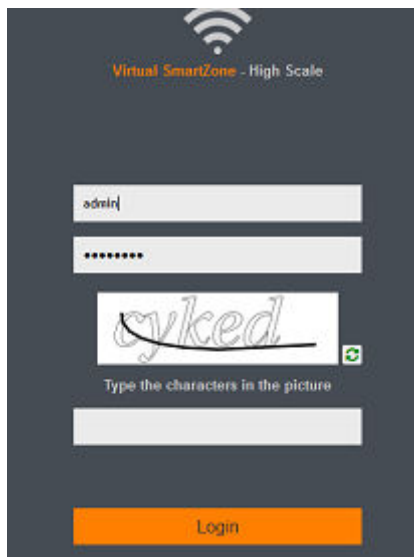 Virtual SmartZone - High Scale
admin
••••••••
cyked
Type the characters in the picture
Login